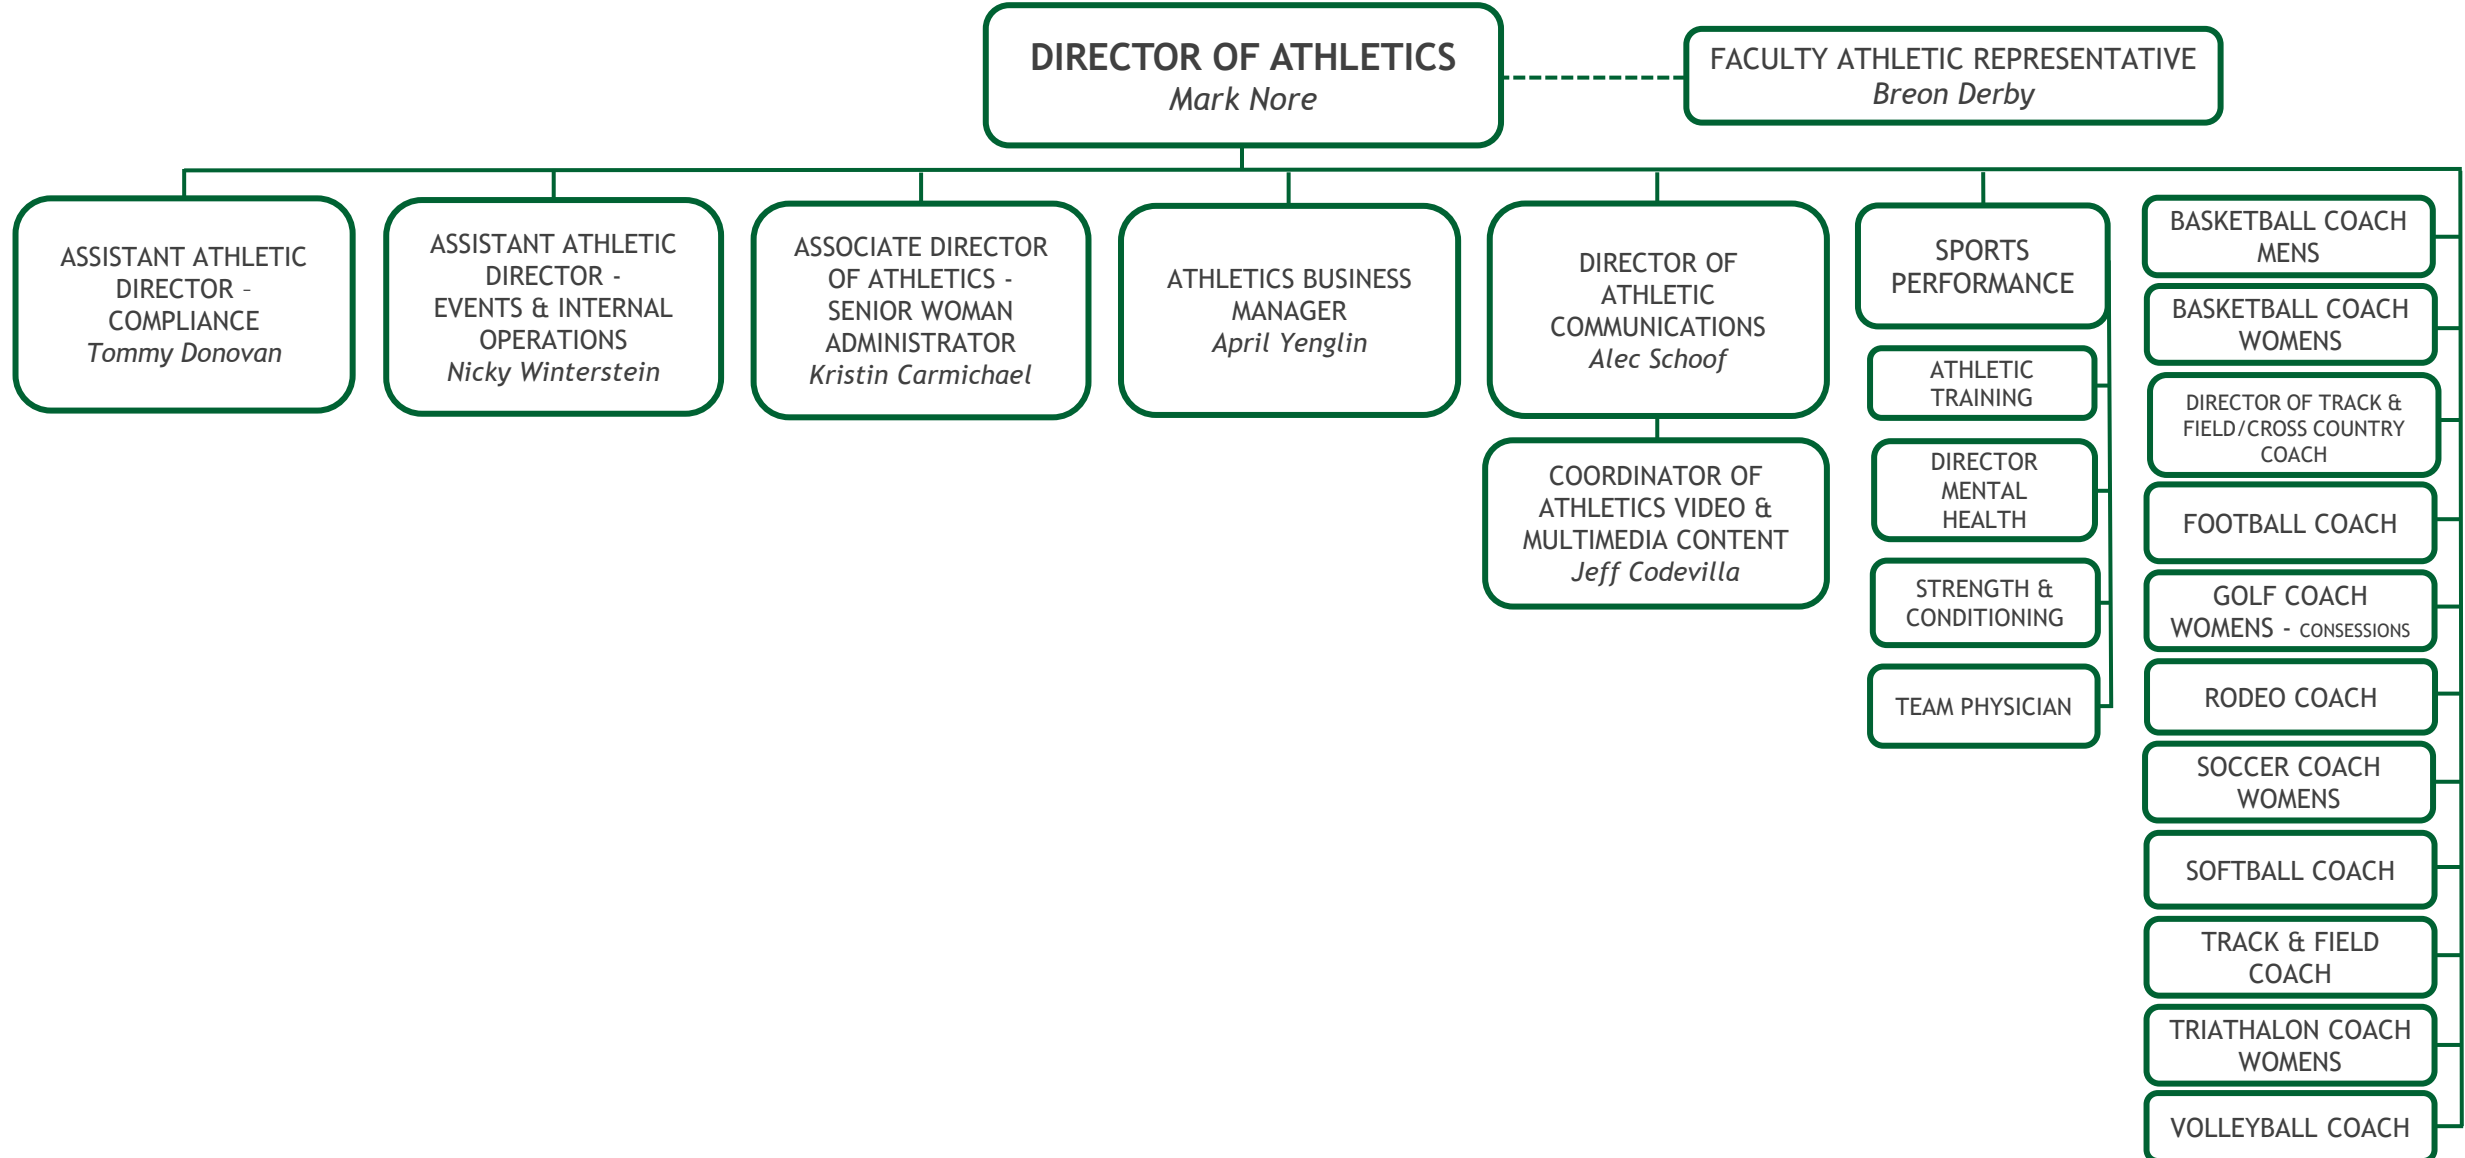 DIRECTOR OF ATHLETICS
Mark Nore
FACULTY ATHLETIC REPRESENTATIVE
Breon Derby
ASSISTANT ATHLETIC
DIRECTOR –
COMPLIANCE
Tommy Donovan
ASSISTANT ATHLETIC
DIRECTOR -
EVENTS & INTERNAL
OPERATIONS
Nicky Winterstein
ASSOCIATE DIRECTOR
OF ATHLETICS -
SENIOR WOMAN
ADMINISTRATOR
Kristin Carmichael
ATHLETICS BUSINESS
MANAGER
April Yenglin
DIRECTOR OF
ATHLETIC
COMMUNICATIONS
Alec Schoof
COORDINATOR OF
ATHLETICS VIDEO &
MULTIMEDIA CONTENT
Jeff Codevilla
SPORTS
PERFORMANCE
ATHLETIC
TRAINING
DIRECTOR
MENTAL
HEALTH
STRENGTH &
CONDITIONING
TEAM PHYSICIAN
BASKETBALL COACH
MENS
BASKETBALL COACH
WOMENS
DIRECTOR OF TRACK &
FIELD/CROSS COUNTRY
COACH
FOOTBALL COACH
GOLF COACH
WOMENS - CONSESSIONS
RODEO COACH
SOCCER COACH
WOMENS
SOFTBALL COACH
TRACK & FIELD
COACH
TRIATHALON COACH
WOMENS
VOLLEYBALL COACH